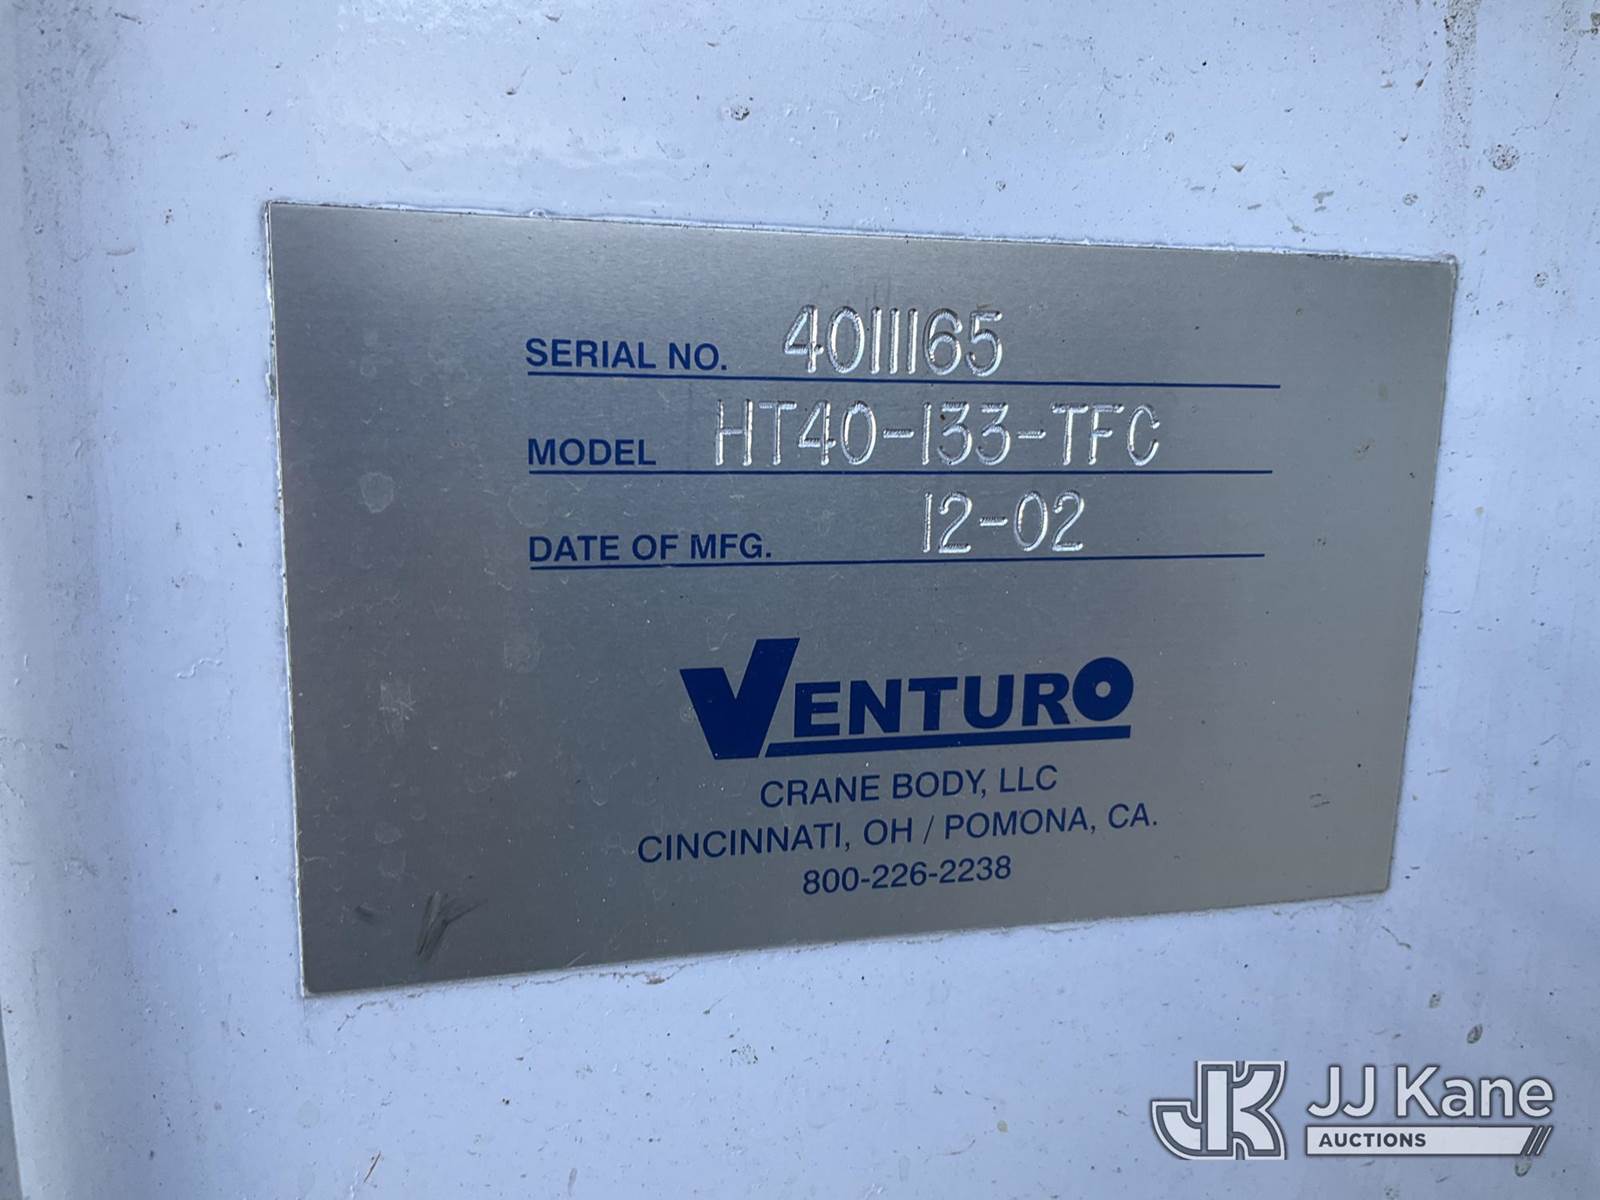 SERIAL NO. 4011165
MODEL HT40-133-TFC
DATE OF MFG. 12-02
VENTURO
CRANE BODY, LLC
CINCINNATI, OH / POMONA, CA.
800-226-2238
JK JJ Kane
AUCTIONS